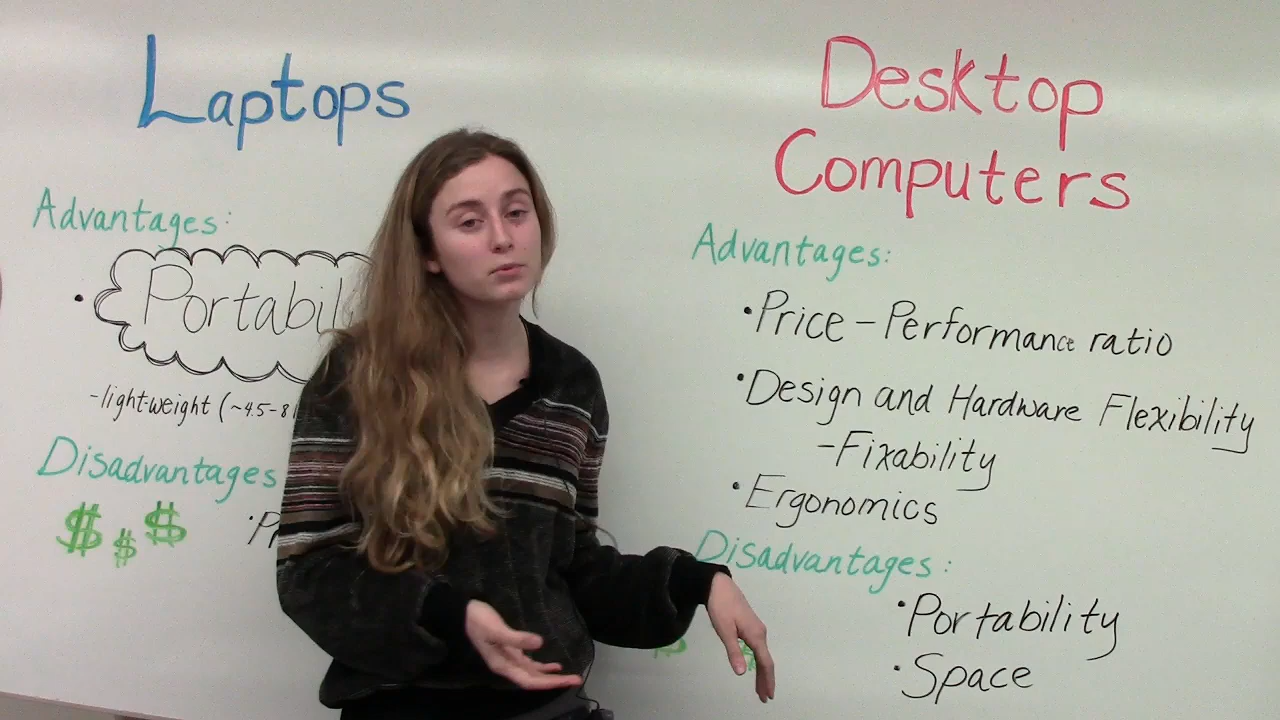 Laptops
Advantages:
• Portabil
-lightweight (~4.5-8
Disadvantages
$ $ $
•
Desktop
Computers
Advantages:
• Price-Performance ratio
• Design and Hardware Flexibility
-Fixability
• Ergonomics
Disadvantages:
• Portability
• Space
$ $